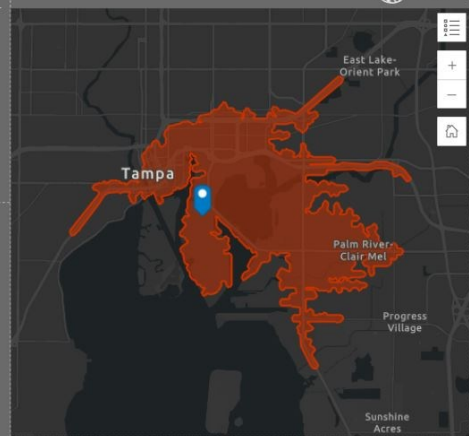 East Lake-
Orient Park
Tampa
Palm River-
Clair Mel
Progress
Village
Sunshine
Acres